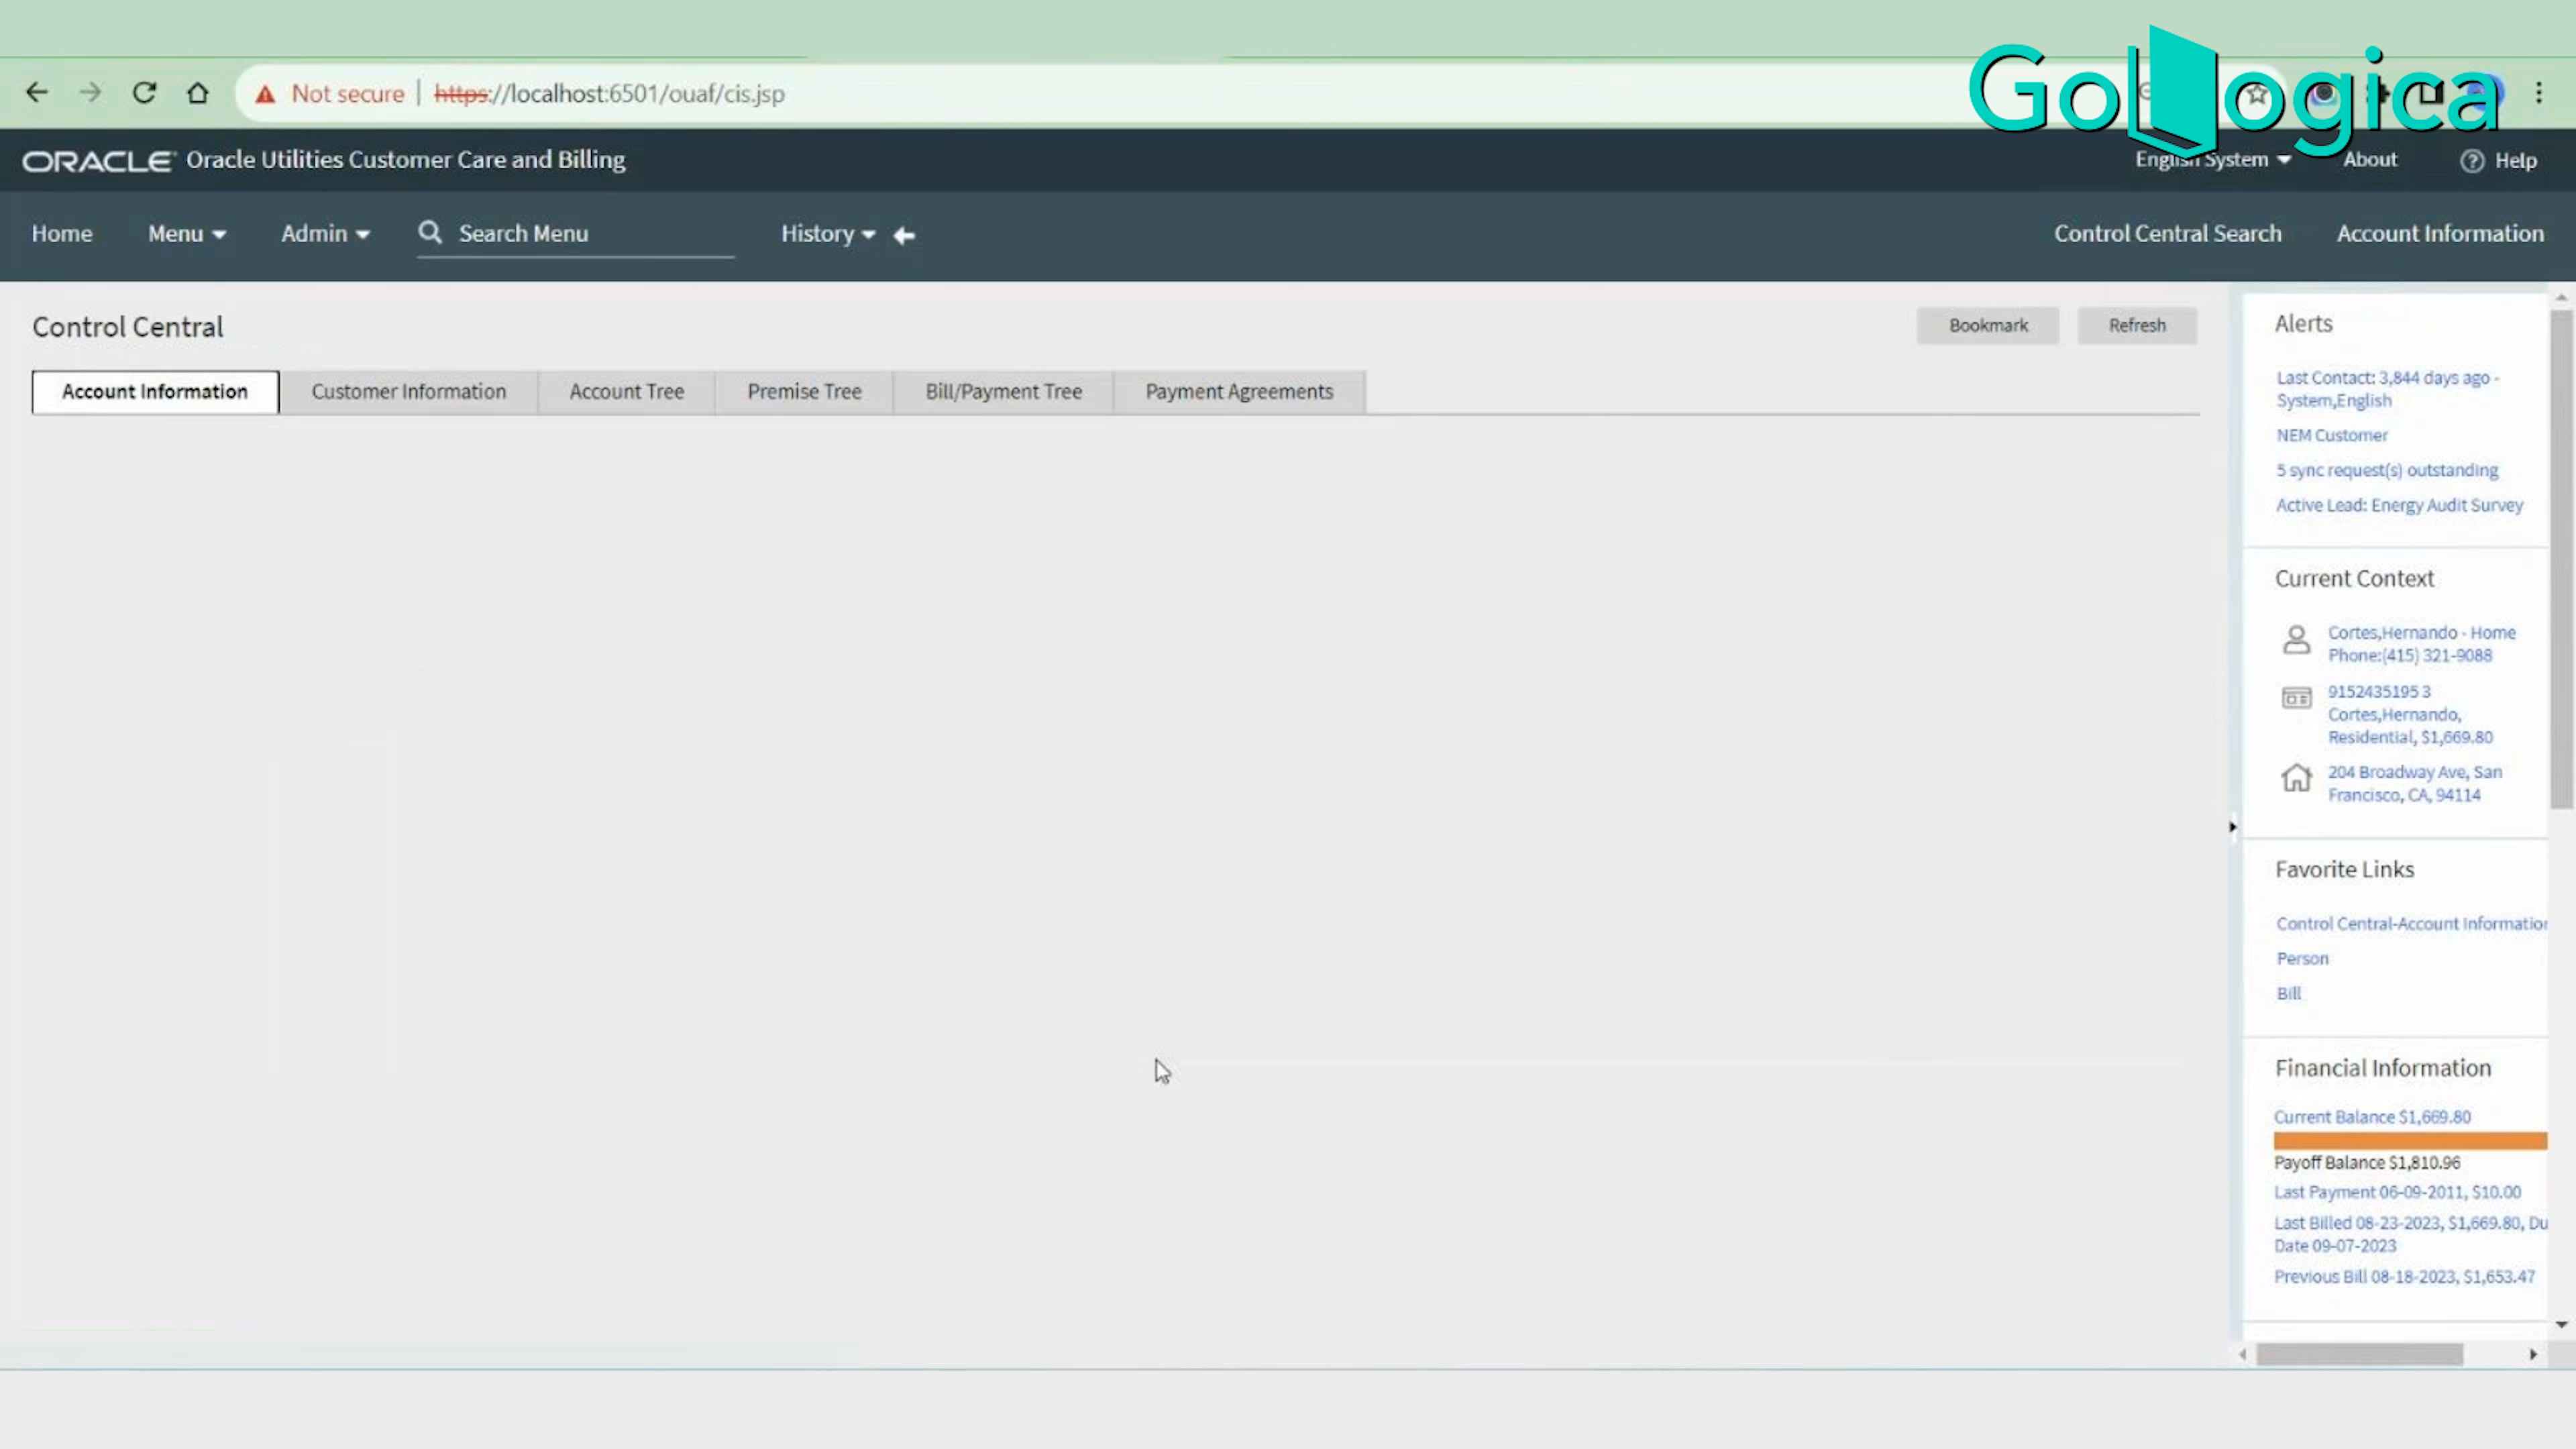 GoLogica
Not secure https://localhost:6501/ouaf/cis.jsp
ORACLE Oracle Utilities Customer Care and Billing
English System About Help
Home Menu Admin Search Menu History Control Central Search Account Information
Control Central
Bookmark Refresh
Account Information Customer Information Account Tree Premise Tree Bill/Payment Tree Payment Agreements
Alerts
Last Contact: 3,844 days ago -
System,English
NEM Customer
5 sync request(s) outstanding
Active Lead: Energy Audit Survey
Current Context
Cortes,Hernando - Home
Phone:(415) 321-9088
9152435195 3
Cortes,Hernando,
Residential, $1,669.80
204 Broadway Ave, San
Francisco, CA, 94114
Favorite Links
Control Central-Account Information
Person
Bill
Financial Information
Current Balance $1,669.80
Payoff Balance $1,810.96
Last Payment 06-09-2011, $10.00
Last Billed 08-23-2023, $1,669.80, Du
Date 09-07-2023
Previous Bill 08-18-2023, $1,653.47